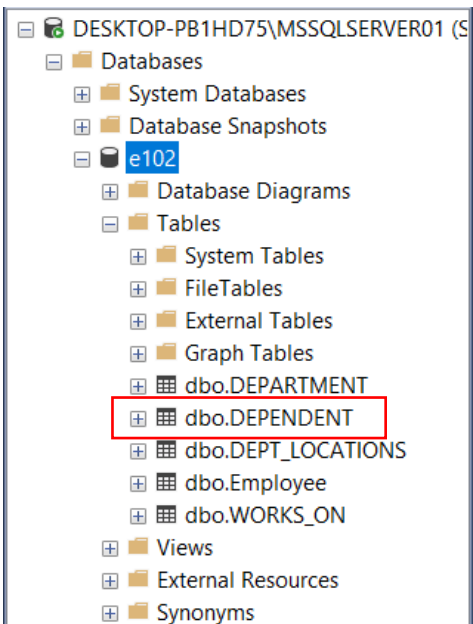 DESKTOP-PB1HD75\MSSQLSERVER01 (S
Databases
System Databases
Database Snapshots
e102
Database Diagrams
Tables
System Tables
FileTables
External Tables
Graph Tables
dbo.DEPARTMENT
dbo.DEPENDENT
dbo.DEPT_LOCATIONS
dbo.Employee
dbo.WORKS_ON
Views
External Resources
Synonyms